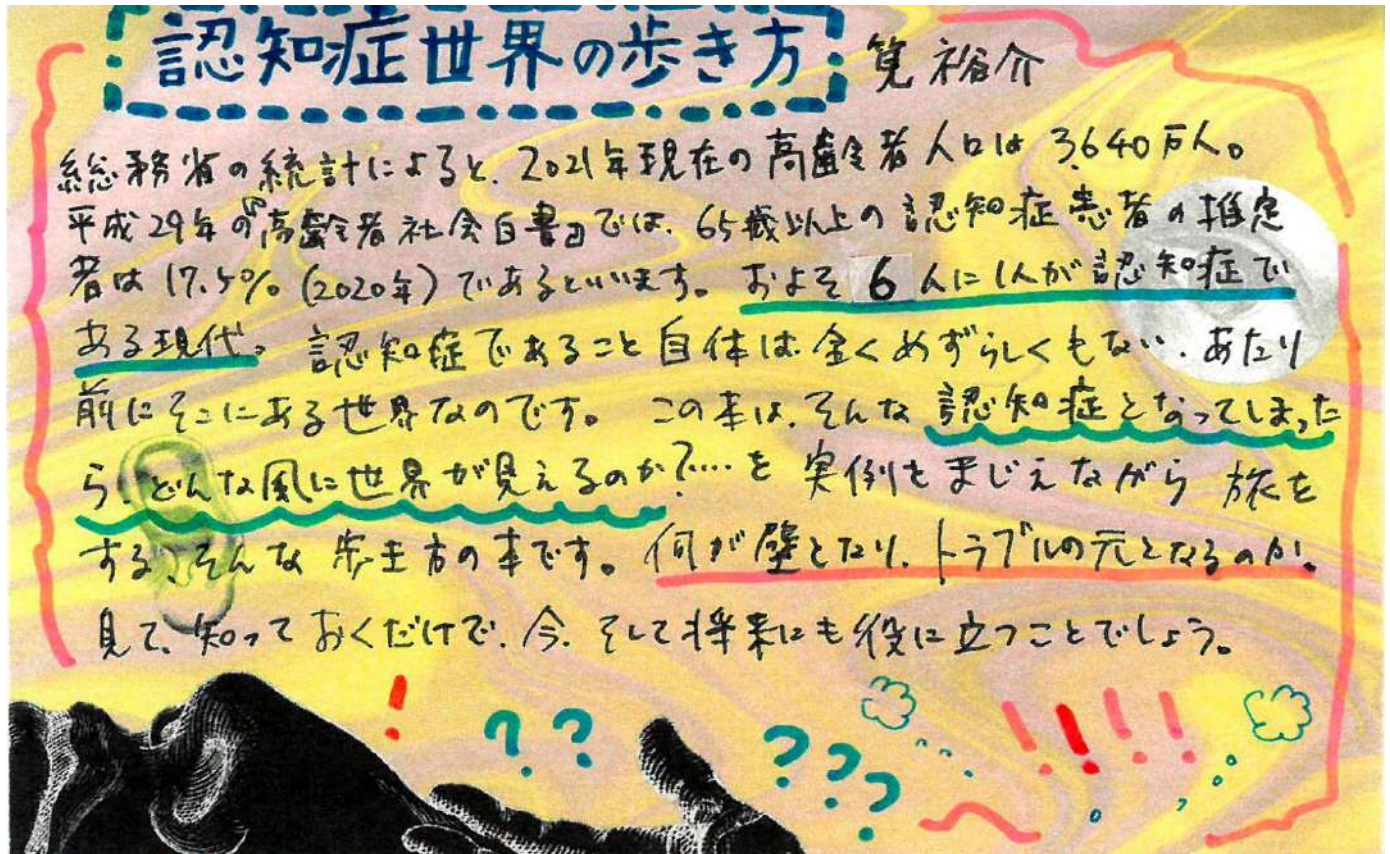 認知症世界の歩き方
筧 裕介
総務省の統計によると、2021年現在の高齢者人口は3,640万人。
平成29年の『高齢者社会白書』では、65歳以上の認知症患者の推定
者は17.5%(2020年)であるといいます。およそ6人に1人が認知症で
ある現代。認知症であること自体は全くめずらしくもない、あたり
前にそこにある世界なのです。この本は、そんな認知症となってしまった
ら、どんな風に世界が見えるのか?…を実例をまじえながら旅を
する、そんな歩き方の本です。何が壁となり、トラブルの元となるのか。
見て、知っておくだけで、今、そして将来にも役に立つことでしょう。
! ?? ??? !!!!